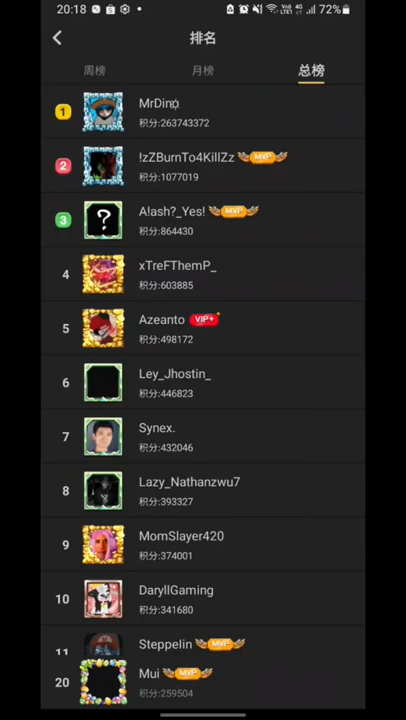 20:18
VoLTE1 4G 72%
排名
周榜 月榜 总榜
1 MrDino
积分:263743372
2 !zZBurnTo4KillZz MVP
积分:1077019
3 A!ash?_Yes! MVP
积分:864430
4 xTreFThemP_
积分:603885
5 Azeanto VIP+
积分:498172
6 Ley_Jhostin_
积分:446823
7 Synex.
积分:432046
8 Lazy_Nathanzwu7
积分:393327
9 MomSlayer420
积分:374001
10 DaryllGaming
积分:341680
11 Steppelin MVP
20 Mui MVP
积分:259504